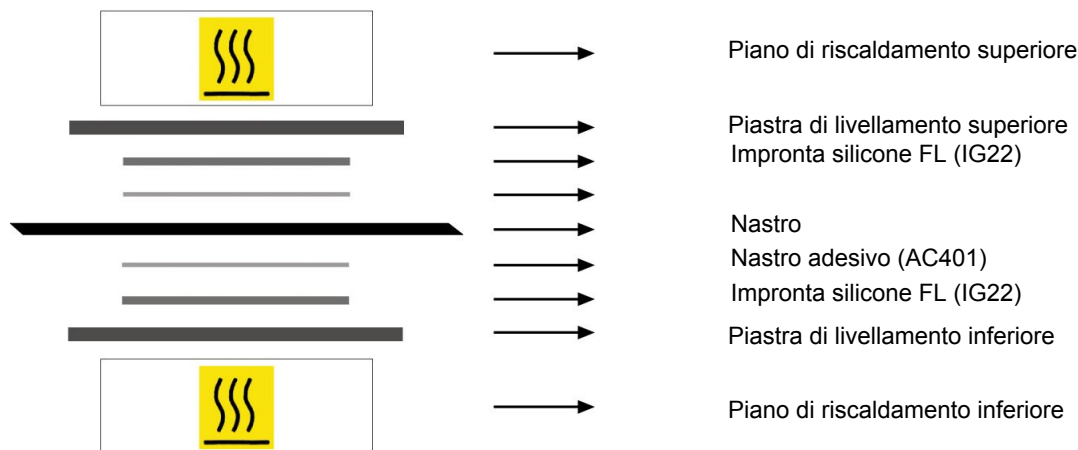 Piano di riscaldamento superiore
Piastra di livellamento superiore
Impronta silicone FL (IG22)
Nastro
Nastro adesivo (AC401)
Impronta silicone FL (IG22)
Piastra di livellamento inferiore
Piano di riscaldamento inferiore